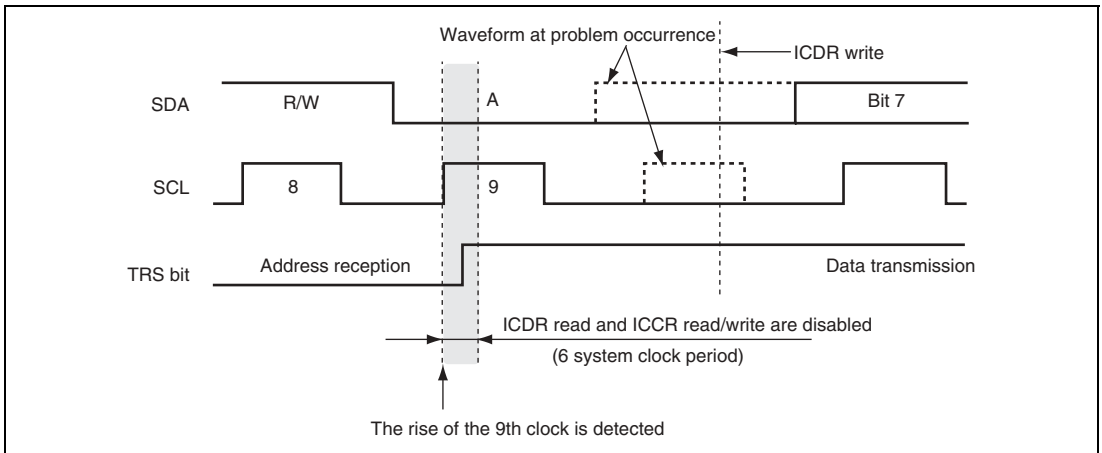 Waveform at problem occurrence
ICDR write
SDA
R/W
A
Bit 7
SCL
8
9
TRS bit
Address reception
Data transmission
ICDR read and ICCR read/write are disabled
(6 system clock period)
The rise of the 9th clock is detected